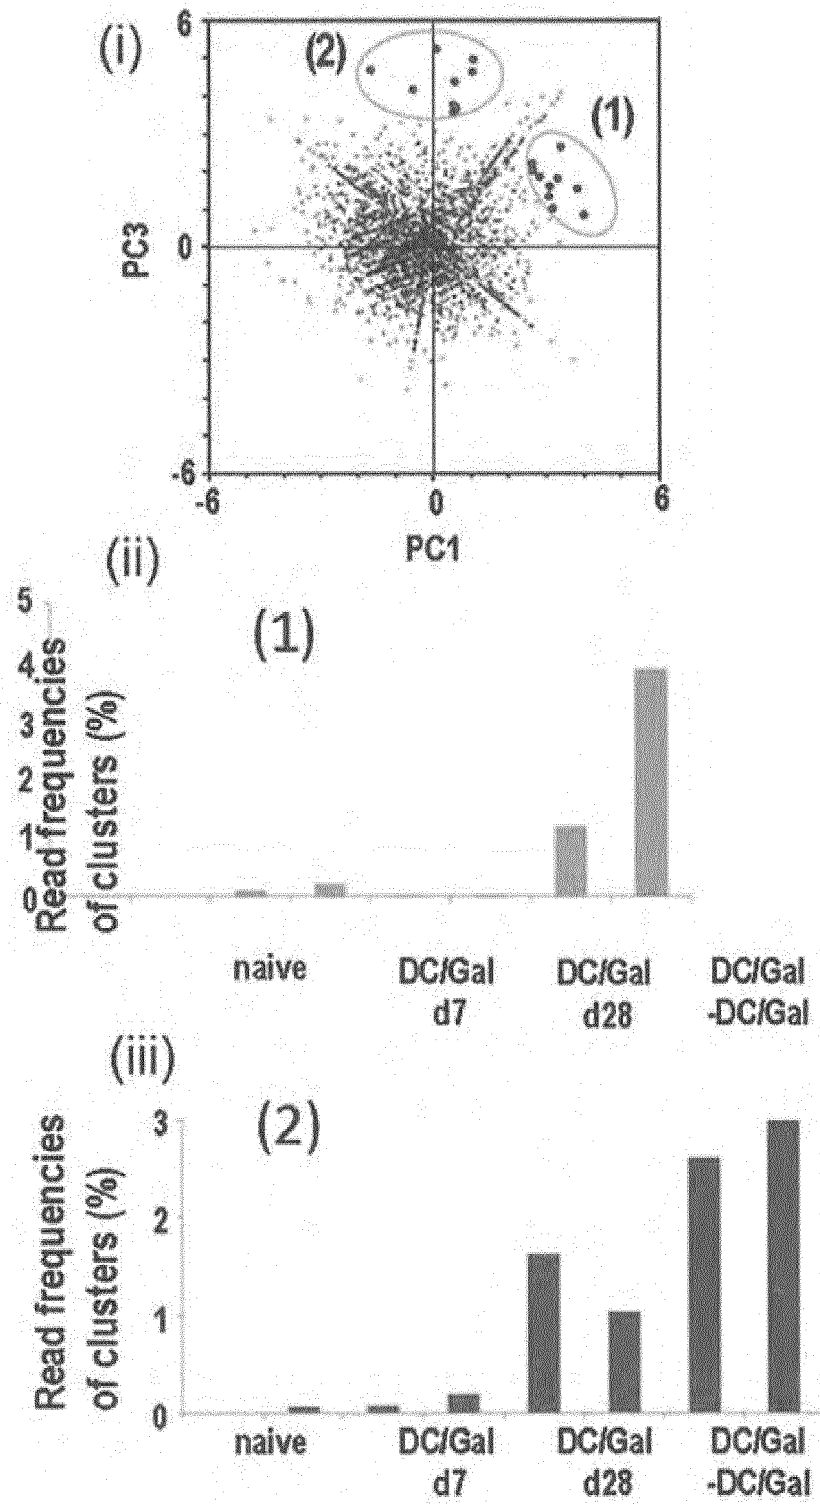 (i)
6
(2)
(1)
PC3
0
-6
-6
0
6
PC1
(ii)
5
(1)
4
3
2
1
0
Read frequencies
of clusters (%)
naive
DC/Gal
d7
DC/Gal
d28
DC/Gal
-DC/Gal
(iii)
3
(2)
2
1
0
Read frequencies
of clusters (%)
naive
DC/Gal
d7
DC/Gal
d28
DC/Gal
-DC/Gal